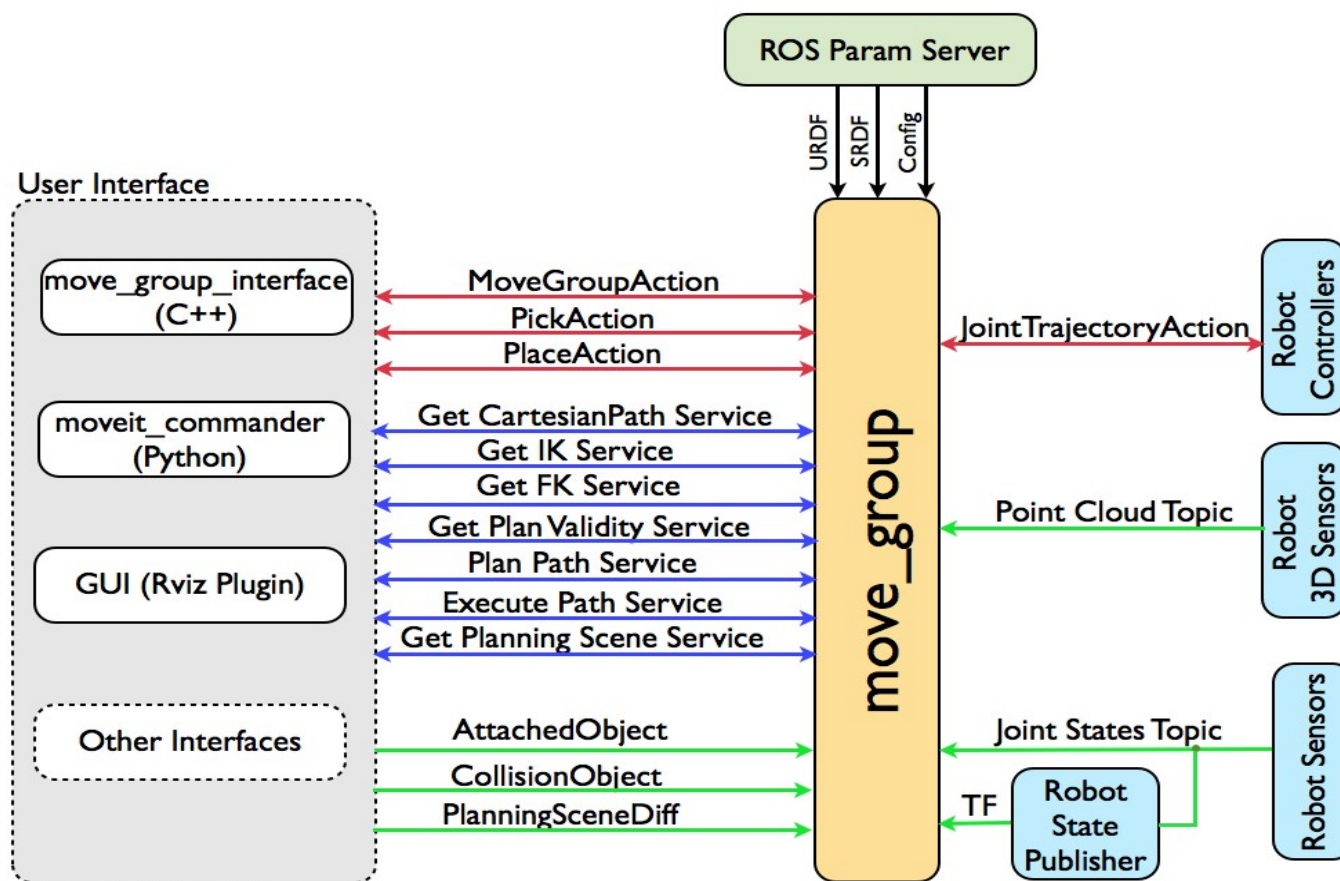 ROS Param Server
URDF
SRDF
Config
User Interface
move_group_interface
(C++)
moveit_commander
(Python)
GUI (Rviz Plugin)
Other Interfaces
MoveGroupAction
PickAction
PlaceAction
Get CartesianPath Service
Get IK Service
Get FK Service
Get Plan Validity Service
Plan Path Service
Execute Path Service
Get Planning Scene Service
AttachedObject
CollisionObject
PlanningSceneDiff
move_group
JointTrajectoryAction
Robot
Controllers
Point Cloud Topic
Robot
3D Sensors
Joint States Topic
TF
Robot
State
Publisher
Robot Sensors